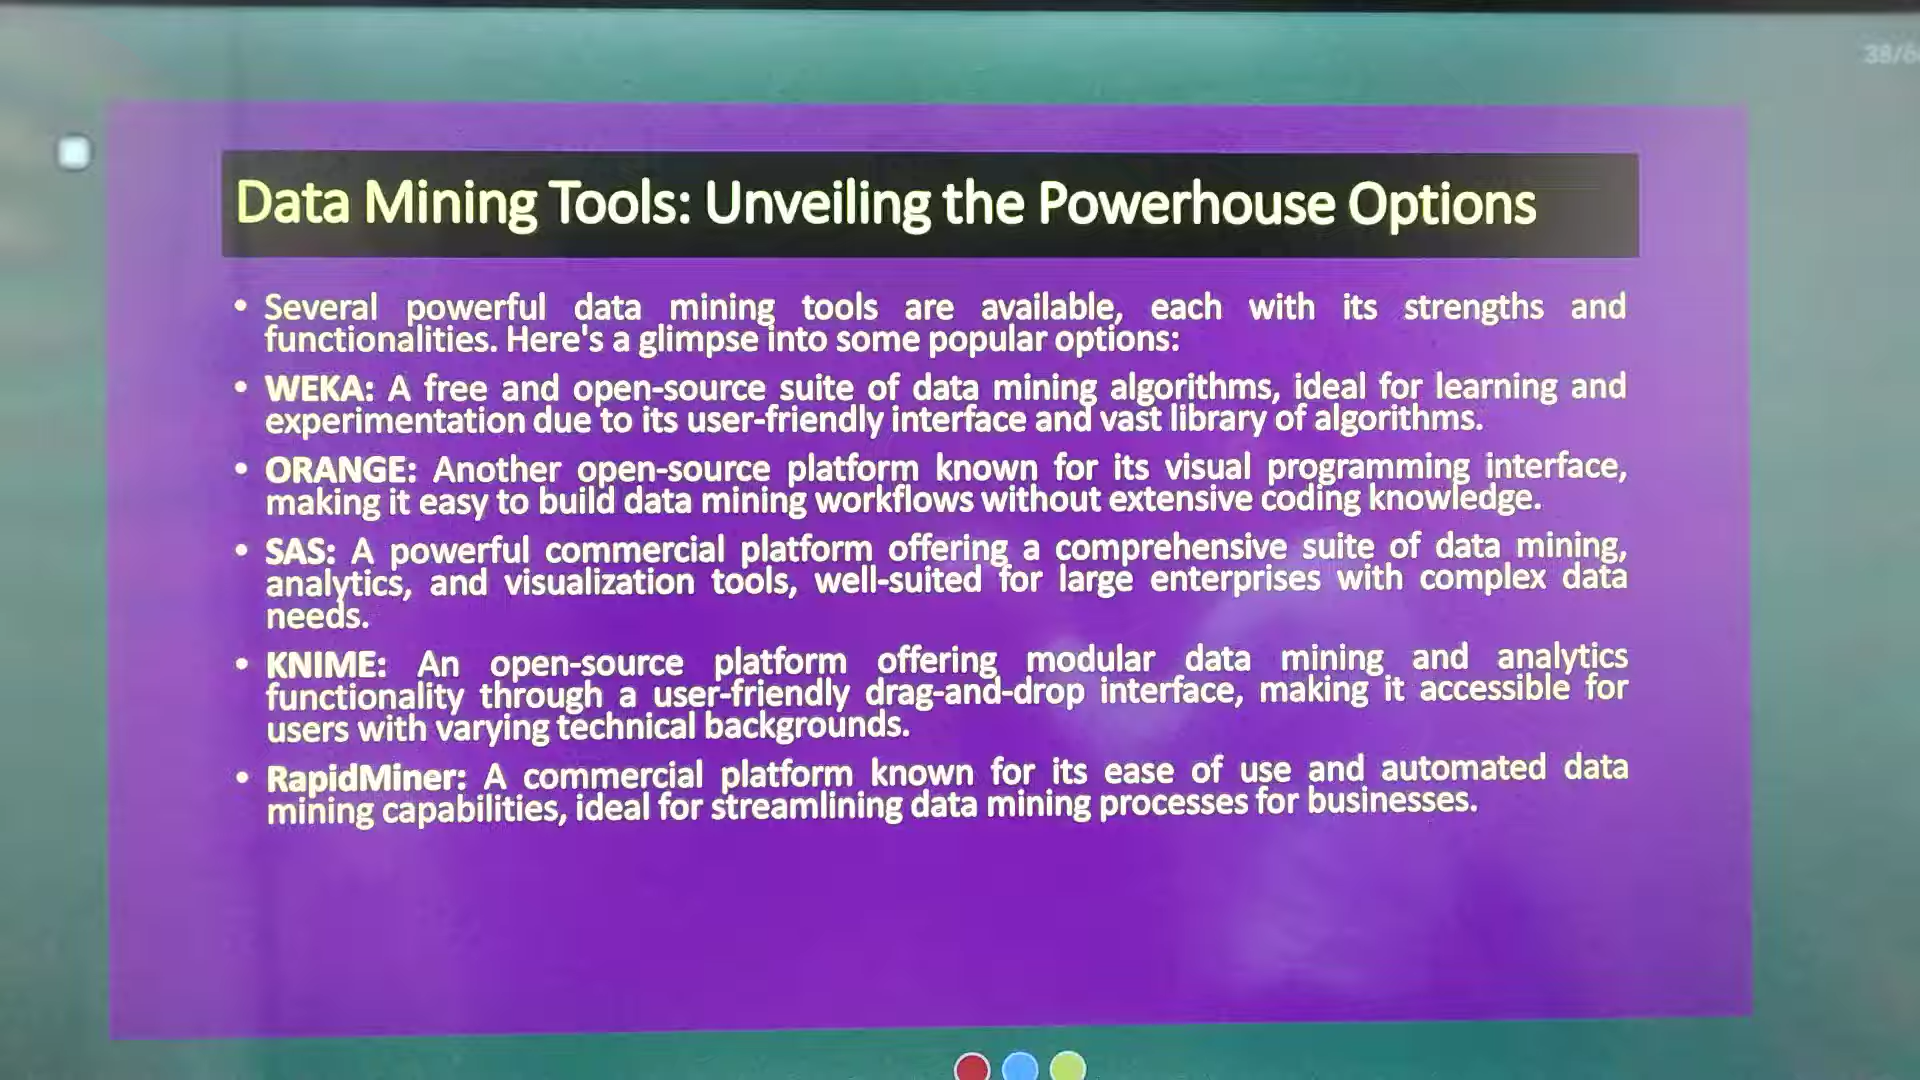 38/6
Data Mining Tools: Unveiling the Powerhouse Options
• Several powerful data mining tools are available, each with its strengths and
functionalities. Here's a glimpse into some popular options:
• WEKA: A free and open-source suite of data mining algorithms, ideal for learning and
experimentation due to its user-friendly interface and vast library of algorithms.
• ORANGE: Another open-source platform known for its visual programming interface,
making it easy to build data mining workflows without extensive coding knowledge.
• SAS: A powerful commercial platform offering a comprehensive suite of data mining,
analytics, and visualization tools, well-suited for large enterprises with complex data
needs.
• KNIME: An open-source platform offering modular data mining and analytics
functionality through a user-friendly drag-and-drop interface, making it accessible for
users with varying technical backgrounds.
• RapidMiner: A commercial platform known for its ease of use and automated data
mining capabilities, ideal for streamlining data mining processes for businesses.